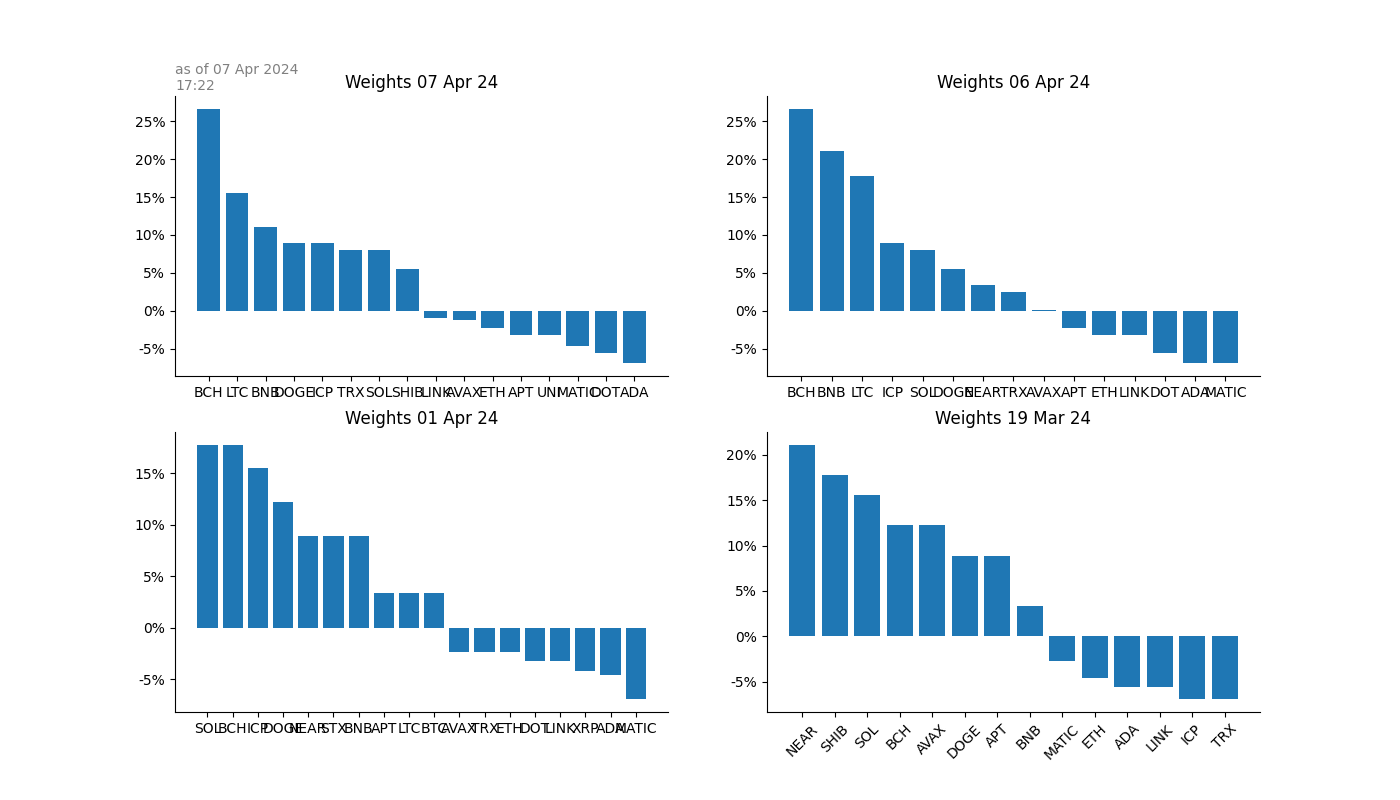 as of 07 Apr 2024
17:22
Weights 07 Apr 24
25%
20%
15%
10%
5%
0%
-5%
BCH LTC BNB DOGE ICP TRX SOL SHIB LINK AVAX ETH APT UNI MATIC DOT ADA
Weights 06 Apr 24
25%
20%
15%
10%
5%
0%
-5%
BCH BNB LTC ICP SOL DOGE NEAR TRX AVAX APT ETH LINK DOT ADA MATIC
Weights 01 Apr 24
15%
10%
5%
0%
-5%
SOL BCH ICP DOGE NEAR STX BNB APT LTC BTC AVAX TRX ETH DOT LINK XRP ADA MATIC
Weights 19 Mar 24
20%
15%
10%
5%
0%
-5%
NEAR SHIB SOL BCH AVAX DOGE APT BNB MATIC ETH ADA LINK ICP TRX